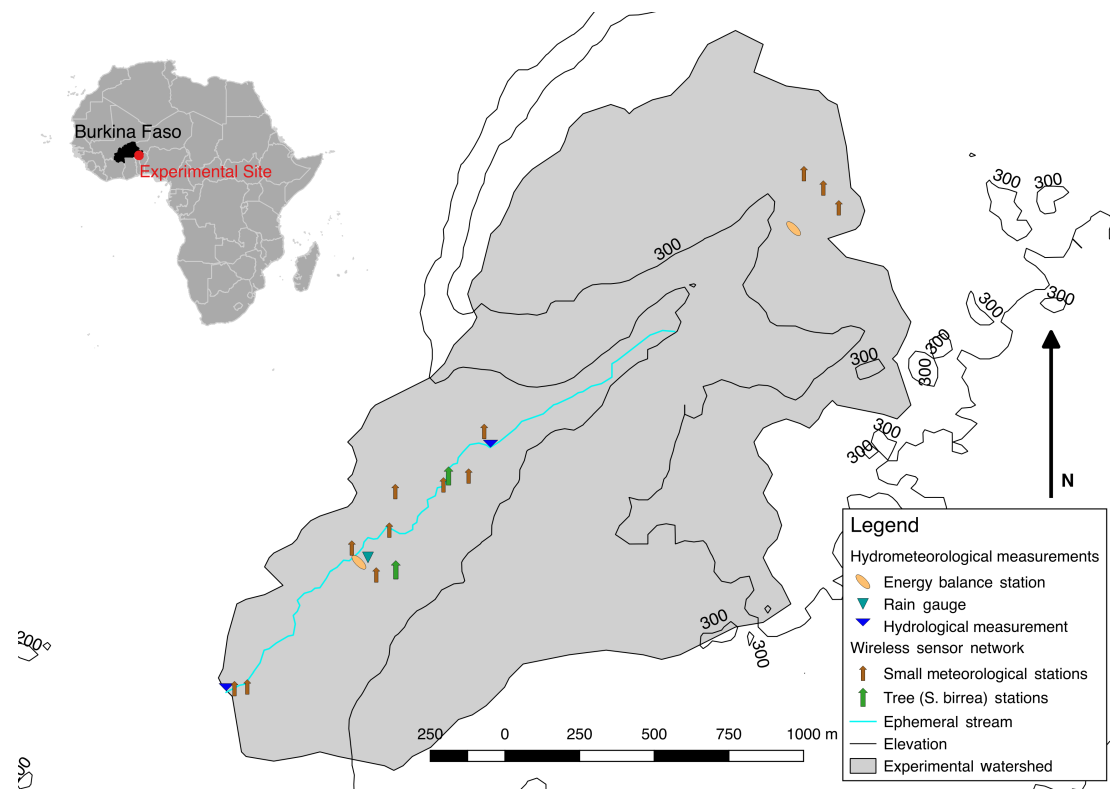 Burkina Faso
Experimental Site
300
300
300
300
300
300
300
300
300
300
200
300
300
N
250 0 250 500 750 1000 m
Legend
Hydrometeorological measurements
Energy balance station
Rain gauge
Hydrological measurement
Wireless sensor network
Small meteorological stations
Tree (S. birrea) stations
Ephemeral stream
Elevation
Experimental watershed